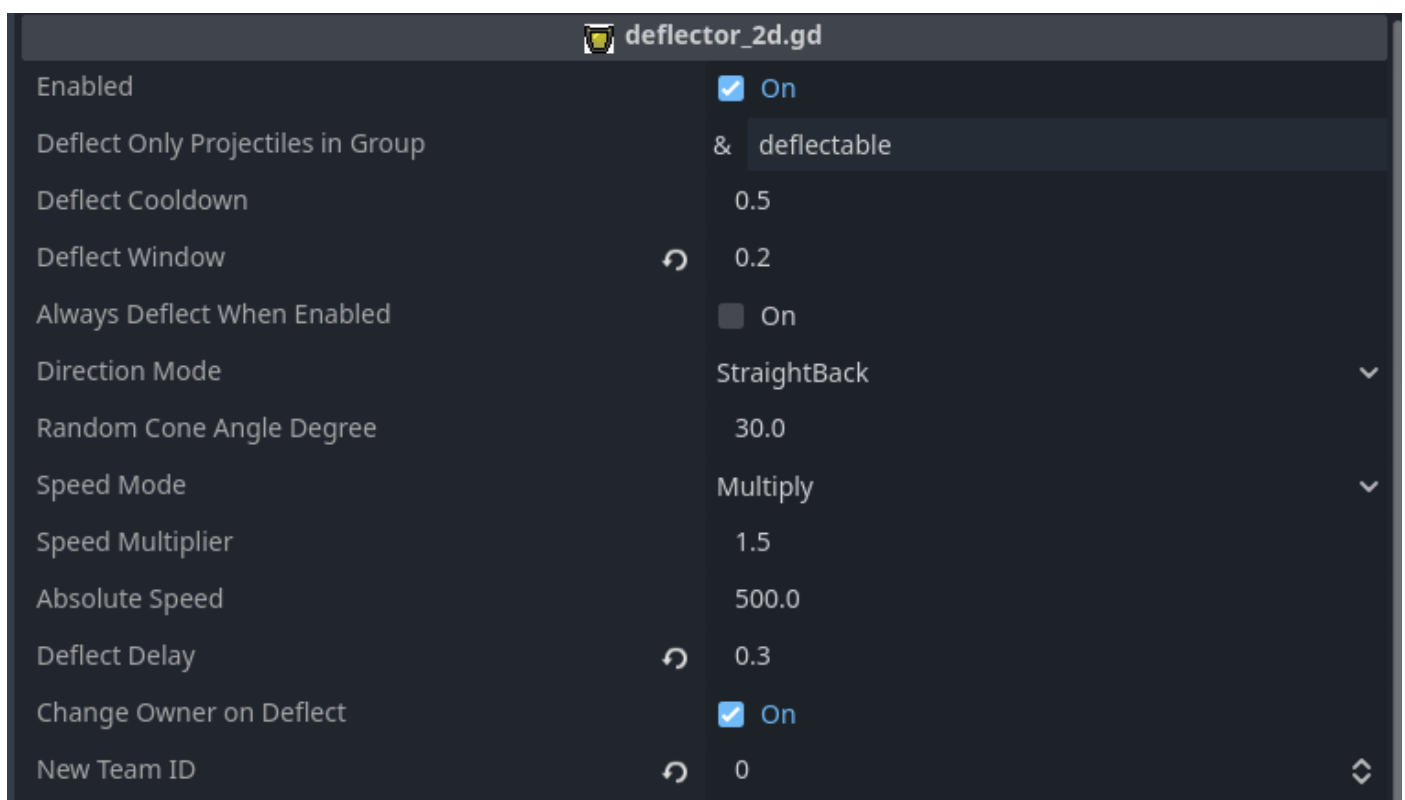 deflector_2d.gd
Enabled On
Deflect Only Projectiles in Group & deflectable
Deflect Cooldown 0.5
Deflect Window 0.2
Always Deflect When Enabled On
Direction Mode StraightBack
Random Cone Angle Degree 30.0
Speed Mode Multiply
Speed Multiplier 1.5
Absolute Speed 500.0
Deflect Delay 0.3
Change Owner on Deflect On
New Team ID 0